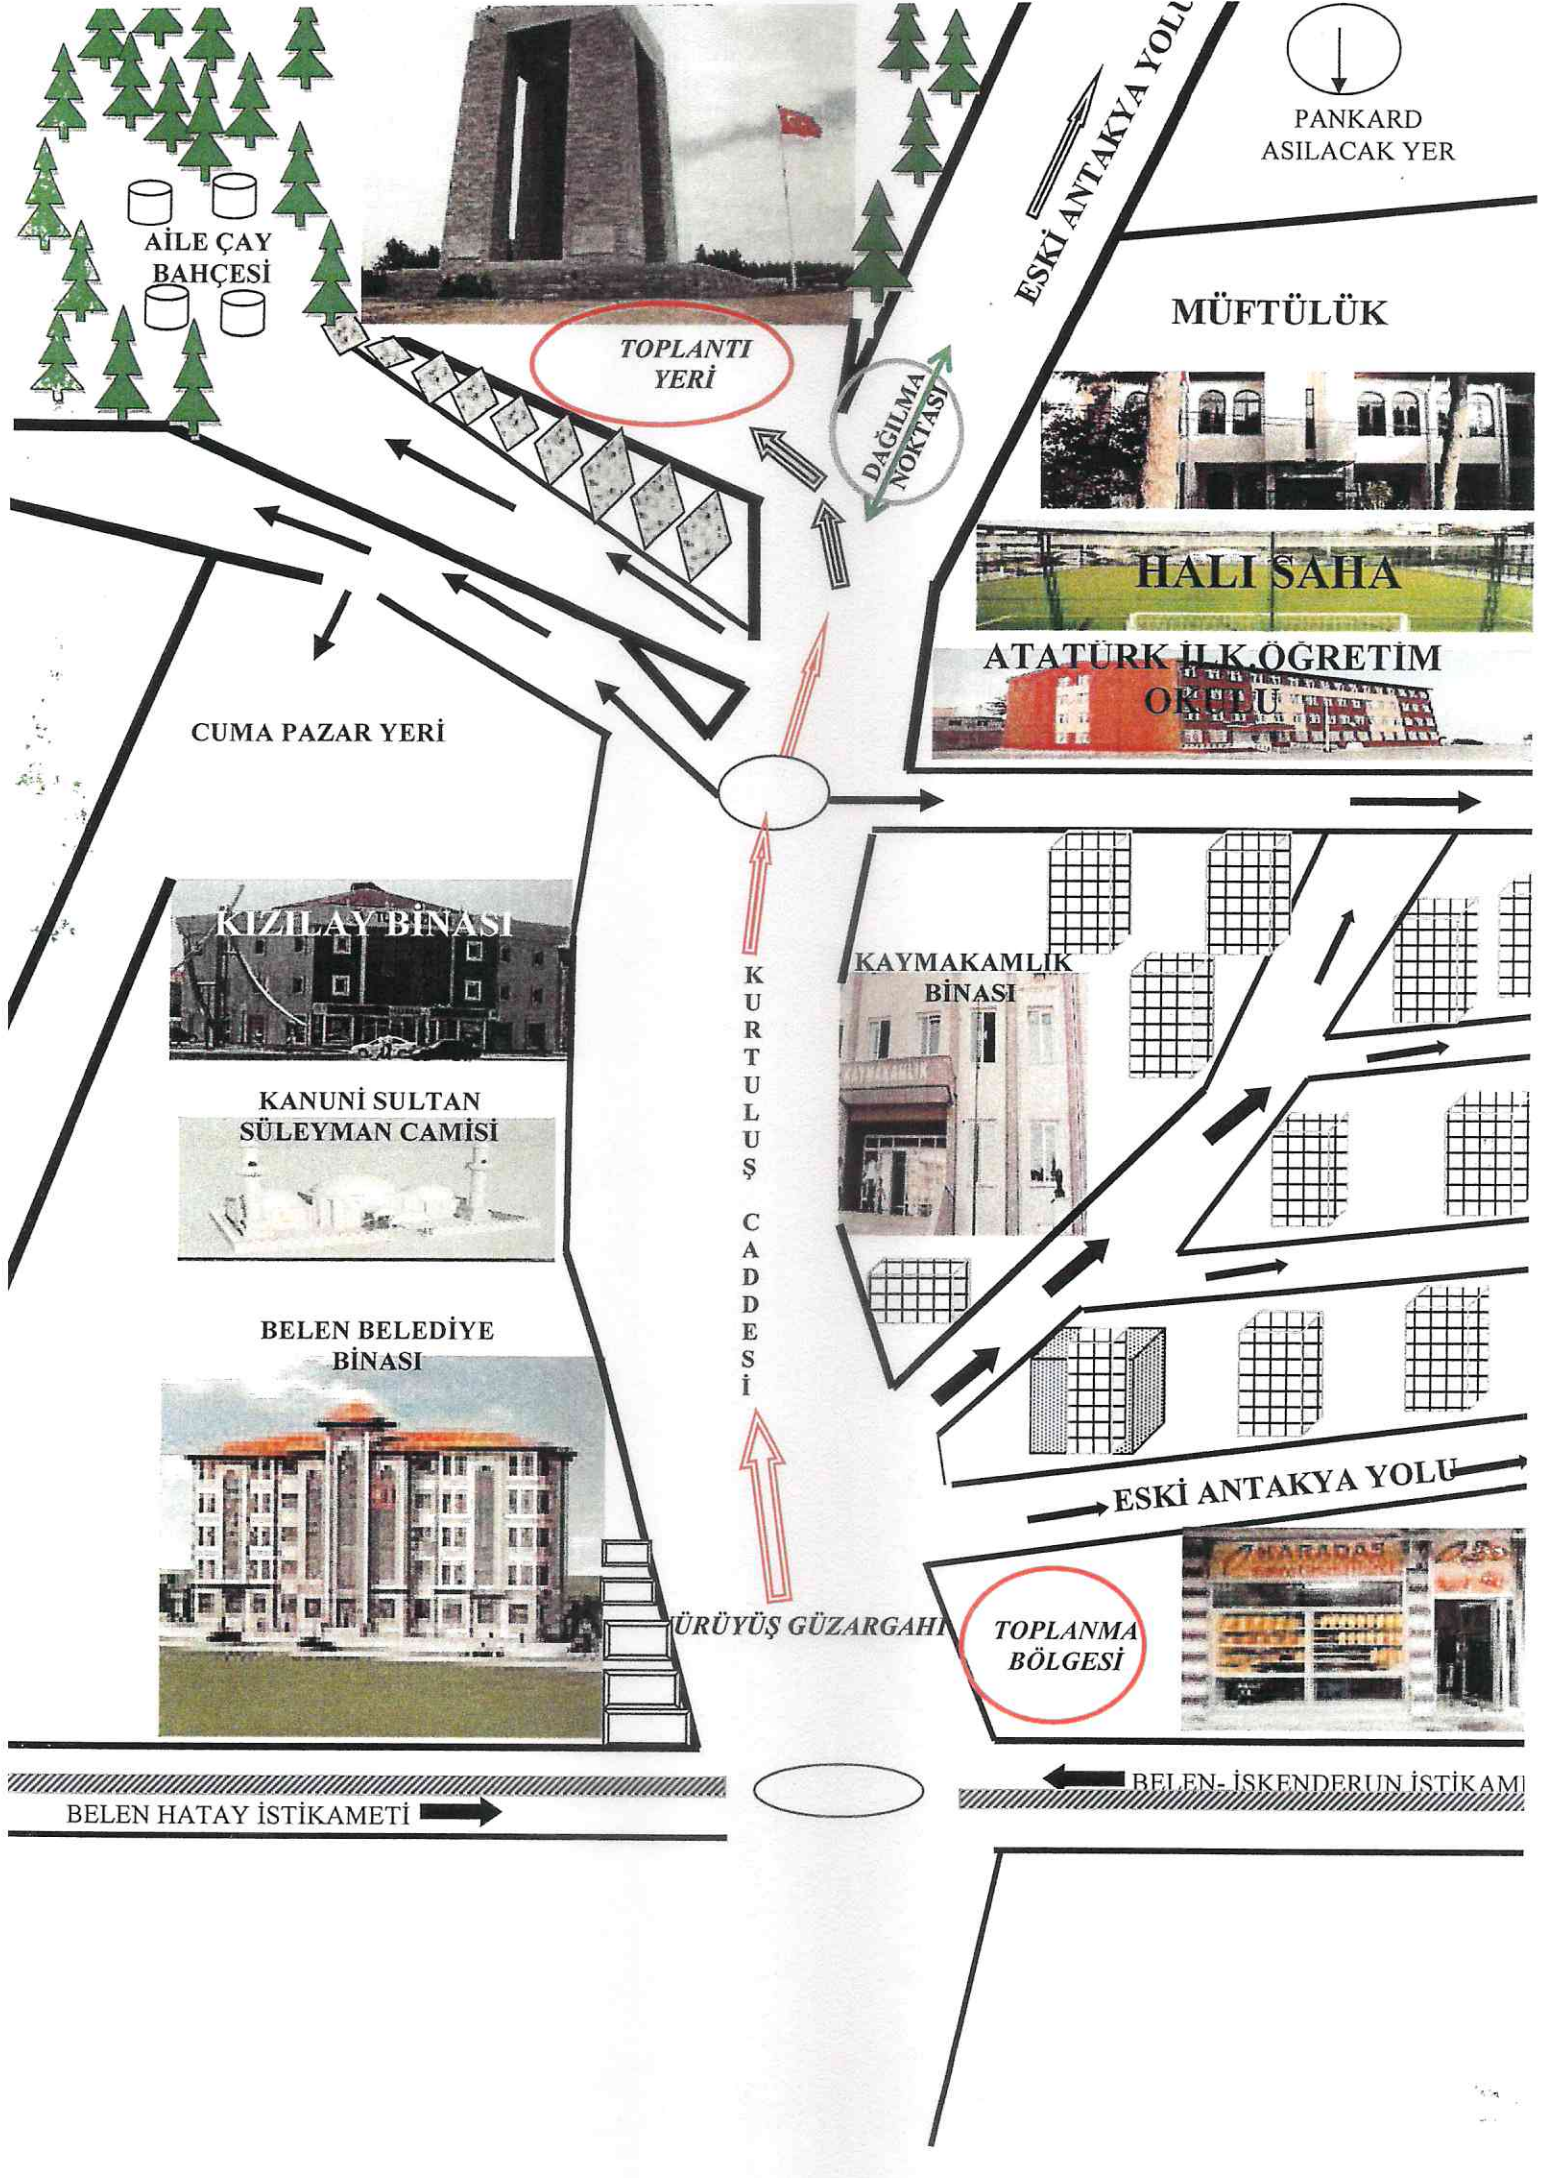 ESKİ ANTAKYA YOLU
PANKARD
ASILACAK YER
AİLE ÇAY
BAHÇESİ
MÜFTÜLÜK
TOPLANTI
YERİ
DAĞILMA
NOKTASI
HALI SAHA
ATATÜRK İLK.ÖĞRETİM
OKULU
CUMA PAZAR YERİ
KIZILAY BİNASI
KAYMAKAMLIK
BİNASI
KAYMAKAMLIK
KURTULUŞ CADDESİ
KANUNİ SULTAN
SÜLEYMAN CAMİSİ
BELEN BELEDİYE
BİNASI
ESKİ ANTAKYA YOLU
ÜRÜYÜŞ GÜZARGAHI
TOPLANMA
BÖLGESİ
BELEN- İSKENDERUN İSTİKAM
BELEN HATAY İSTİKAMETİ